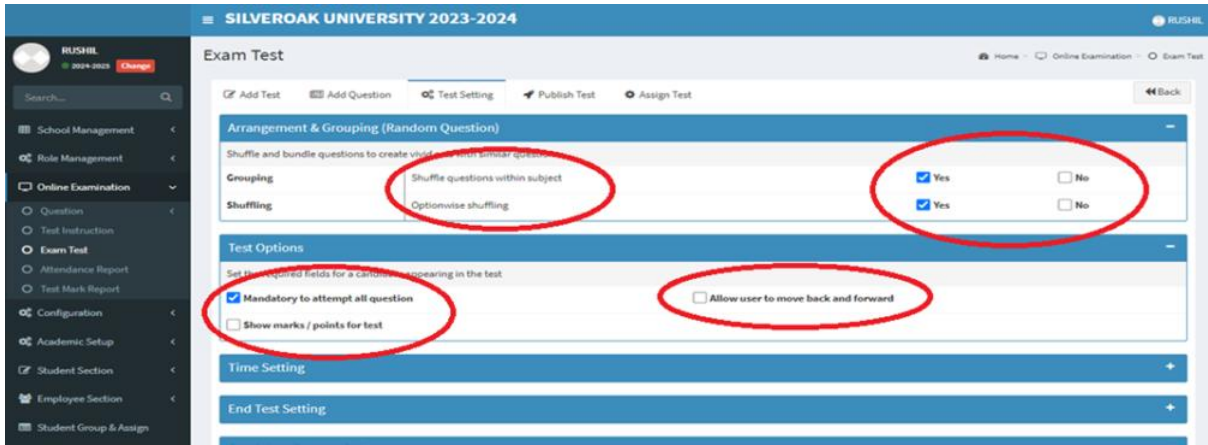 SILVEROAK UNIVERSITY 2023-2024
RUSHIL
RUSHIL
2024-2025 Change
Exam Test
Home - Online Examination - Exam Test
Search...
Add Test Add Question Test Setting Publish Test Assign Test Back
School Management
Role Management
Online Examination
Question
Test Instruction
Exam Test
Attendance Report
Test Mark Report
Configuration
Academic Setup
Student Section
Employee Section
Student Group & Assign
Arrangement & Grouping (Random Question)
Shuffle and bundle questions to create vivid with similar
Grouping Shuffle questions within subject Yes No
Shuffling Optionwise shuffling Yes No
Test Options
Set the required fields for a candidate appearing in the test
Mandatory to attempt all question Allow user to move back and forward
Show marks / points for test
Time Setting
End Test Setting